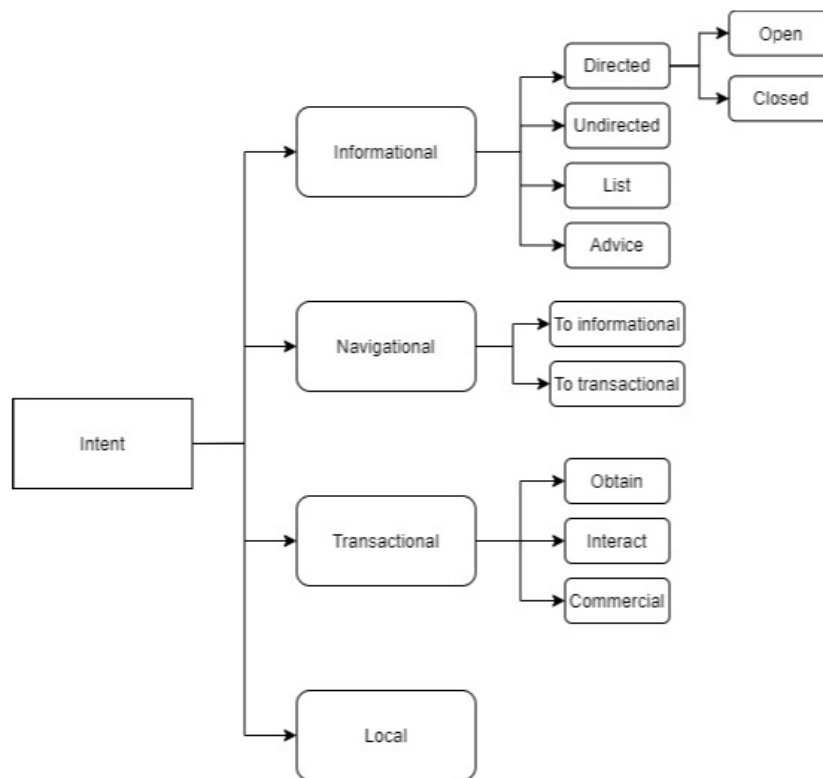 Open
Directed
Closed
Undirected
Informational
List
Advice
To informational
Navigational
To transactional
Intent
Obtain
Transactional
Interact
Commercial
Local